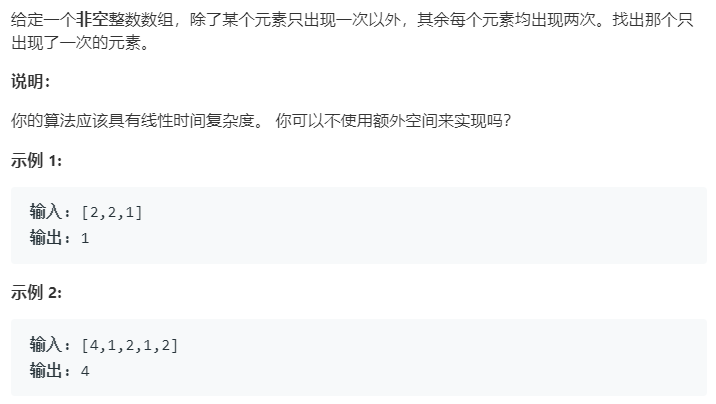 给定一个非空整数数组，除了某个元素只出现一次以外，其余每个元素均出现两次。找出那个只
出现了一次的元素。
说明：
你的算法应该具有线性时间复杂度。 你可以不使用额外空间来实现吗？
示例 1:
输入: [2,2,1]
输出: 1
示例 2:
输入: [4,1,2,1,2]
输出: 4